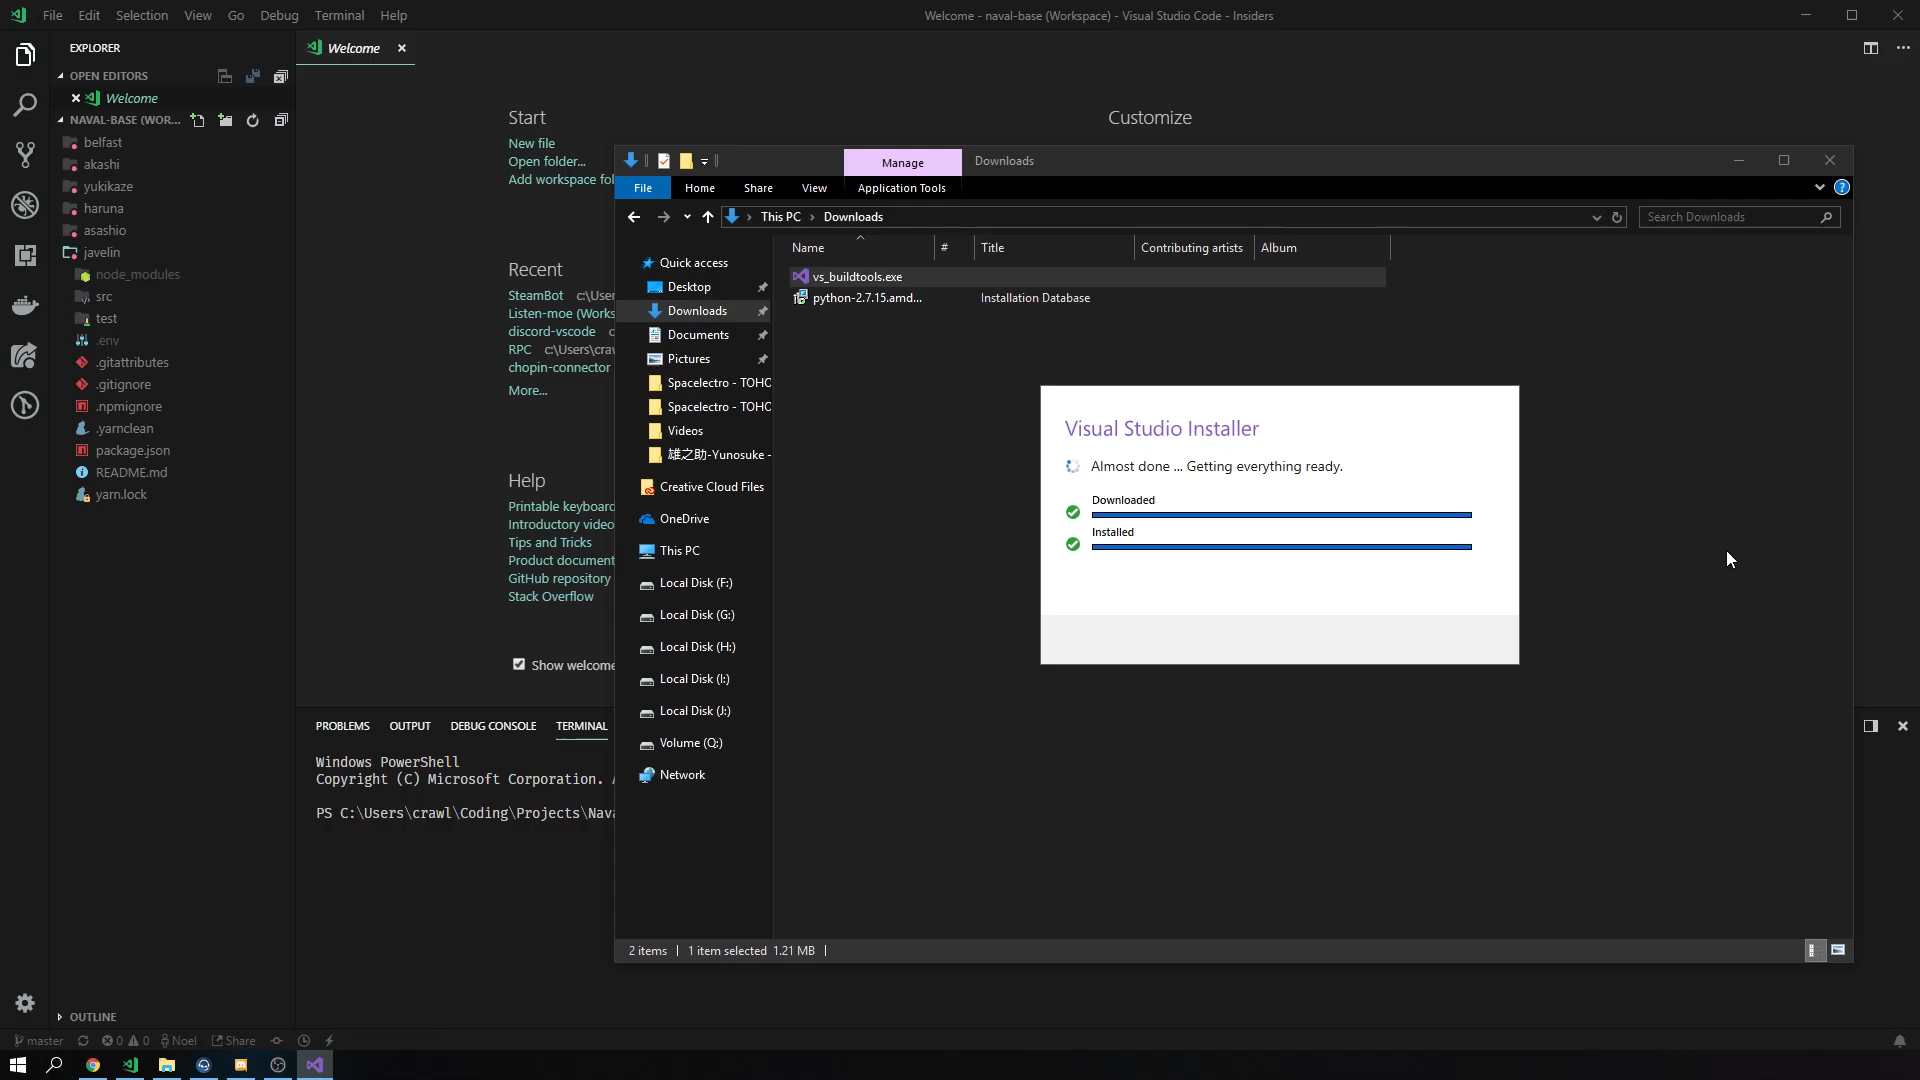 File Edit Selection View Go Debug Terminal Help
Welcome - naval-base (Workspace) - Visual Studio Code - Insiders
EXPLORER
OPEN EDITORS
Welcome
NAVAL-BASE (WOR...
belfast
akashi
yukikaze
haruna
asashio
javelin
node_modules
src
test
.env
.gitattributes
.gitignore
.npmignore
.yarnclean
package.json
README.md
yarn.lock
OUTLINE
Welcome
Start
New file
Open folder...
Add workspace fol
Recent
SteamBot c:\Use
Listen-moe (Works
discord-vscode
RPC c:\Users\craw
chopin-connector
More...
Help
Printable keyboard
Introductory video
Tips and Tricks
Product document
GitHub repository
Stack Overflow
Show welcome
Customize
PROBLEMS OUTPUT DEBUG CONSOLE TERMINAL
Windows PowerShell
Copyright (C) Microsoft Corporation.
PS C:\Users\crawl\Coding\Projects\Nav
Manage
Downloads
File Home Share View Application Tools
This PC Downloads
Search Downloads
Name # Title Contributing artists Album
vs_buildtools.exe
python-2.7.15.amd... Installation Database
Quick access
Desktop
Downloads
Documents
Pictures
Spacelectro - TOHO
Spacelectro - TOHO
Videos
雄之助-Yunosuke -
Creative Cloud Files
OneDrive
This PC
Local Disk (F:)
Local Disk (G:)
Local Disk (H:)
Local Disk (I:)
Local Disk (J:)
Volume (Q:)
Network
2 items | 1 item selected 1.21 MB |
Visual Studio Installer
Almost done ... Getting everything ready.
Downloaded
Installed
master 0 0 Noel Share